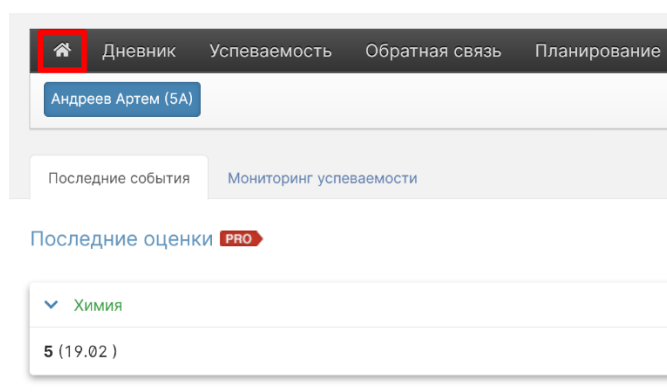 Дневник Успеваемость Обратная связь Планирование
Андреев Артем (5А)
Последние события Мониторинг успеваемости
Последние оценки PRO
Химия
5 (19.02 )